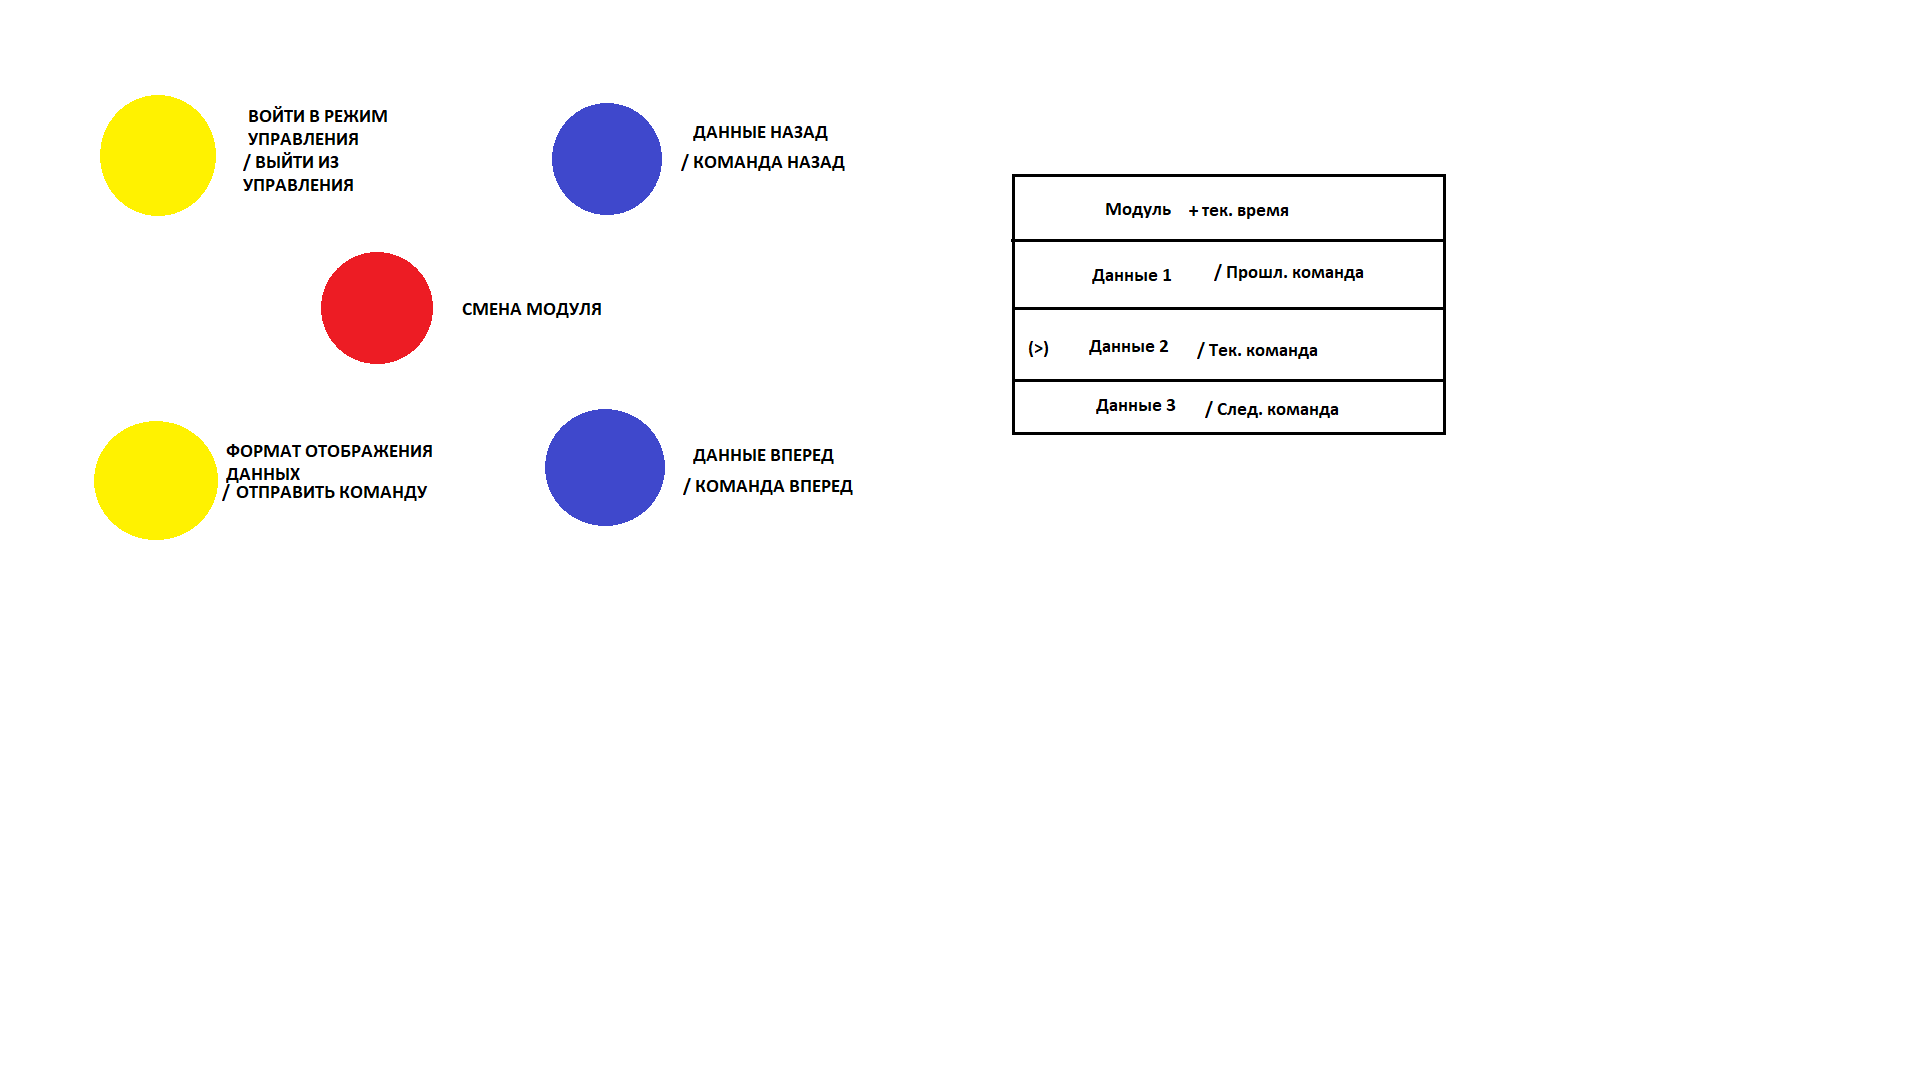 ВОЙТИ В РЕЖИМ
УПРАВЛЕНИЯ
/ ВЫЙТИ ИЗ
УПРАВЛЕНИЯ
ДАННЫЕ НАЗАД
/ КОМАНДА НАЗАД
СМЕНА МОДУЛЯ
ФОРМАТ ОТОБРАЖЕНИЯ
ДАННЫХ
/ ОТПРАВИТЬ КОМАНДУ
ДАННЫЕ ВПЕРЕД
/ КОМАНДА ВПЕРЕД
Модуль + тек. время
Данные 1 / Прошл. команда
(>) Данные 2 / Тек. команда
Данные 3 / След. команда